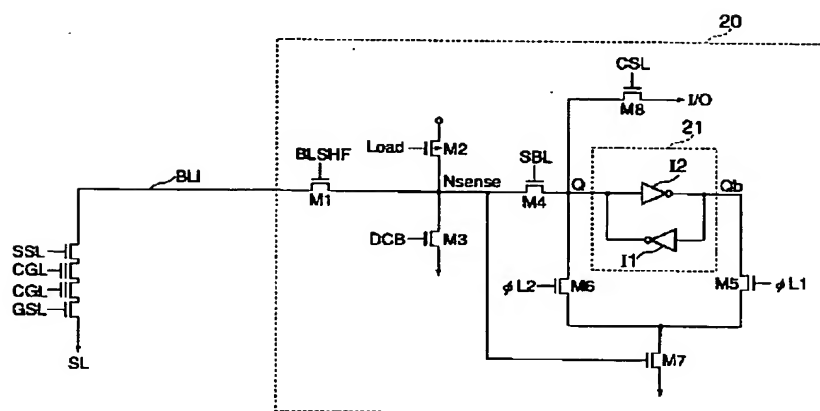 20
CSL
M8
I/O
21
Load
M2
BLSHF
SBL
I2
BLI
Nsense
Q
Qb
M1
M4
SSL
DCB
M3
I1
CGL
CGL
φL2
M6
M5
φL1
GSL
SL
M7